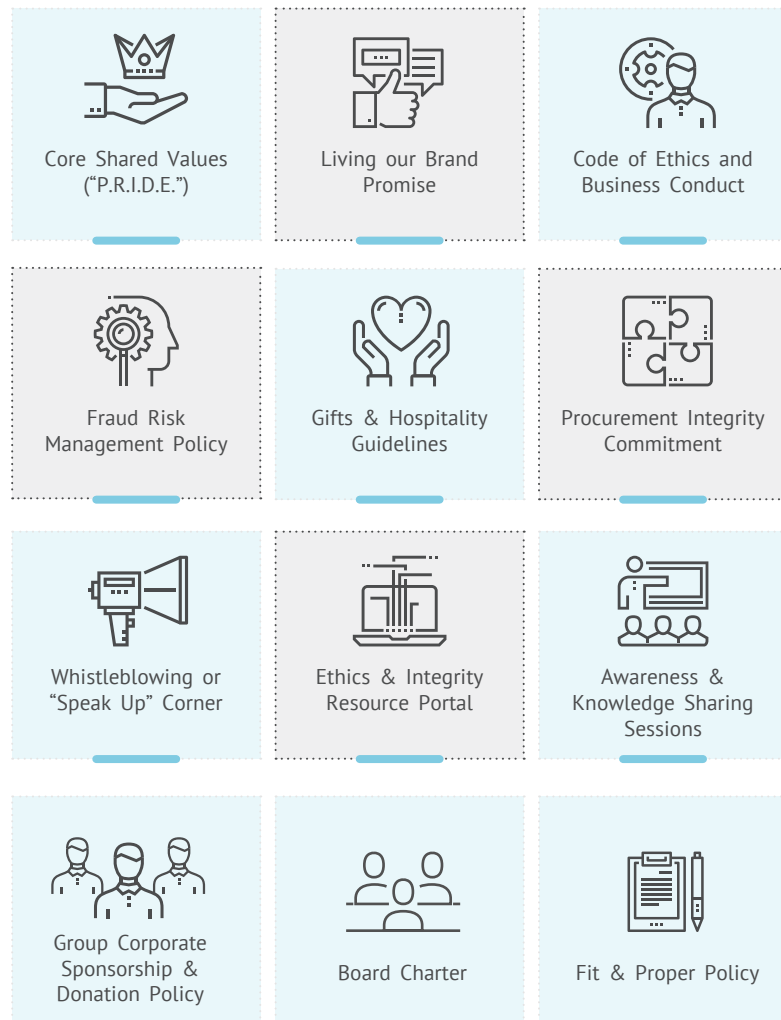 Core Shared Values
(“P.R.I.D.E.”)
Living our Brand
Promise
Code of Ethics and
Business Conduct
Fraud Risk
Management Policy
Gifts & Hospitality
Guidelines
Procurement Integrity
Commitment
Whistleblowing or
“Speak Up” Corner
Ethics & Integrity
Resource Portal
Awareness &
Knowledge Sharing
Sessions
Group Corporate
Sponsorship &
Donation Policy
Board Charter
Fit & Proper Policy